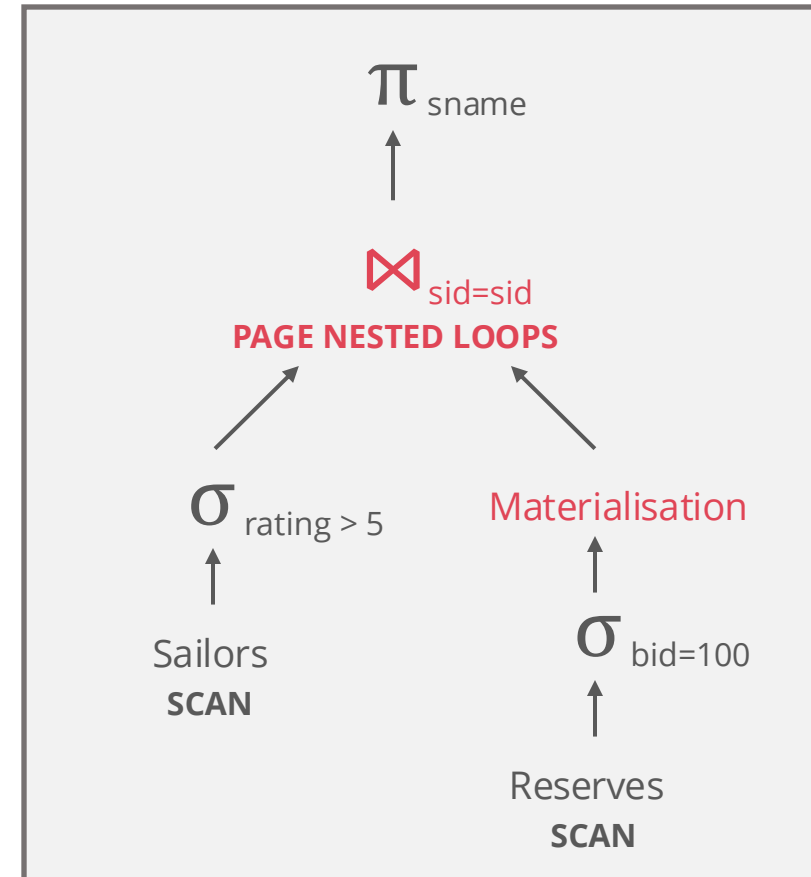 π sname
⋈ sid=sid
PAGE NESTED LOOPS
σ rating > 5
Materialisation
Sailors
SCAN
σ bid=100
Reserves
SCAN